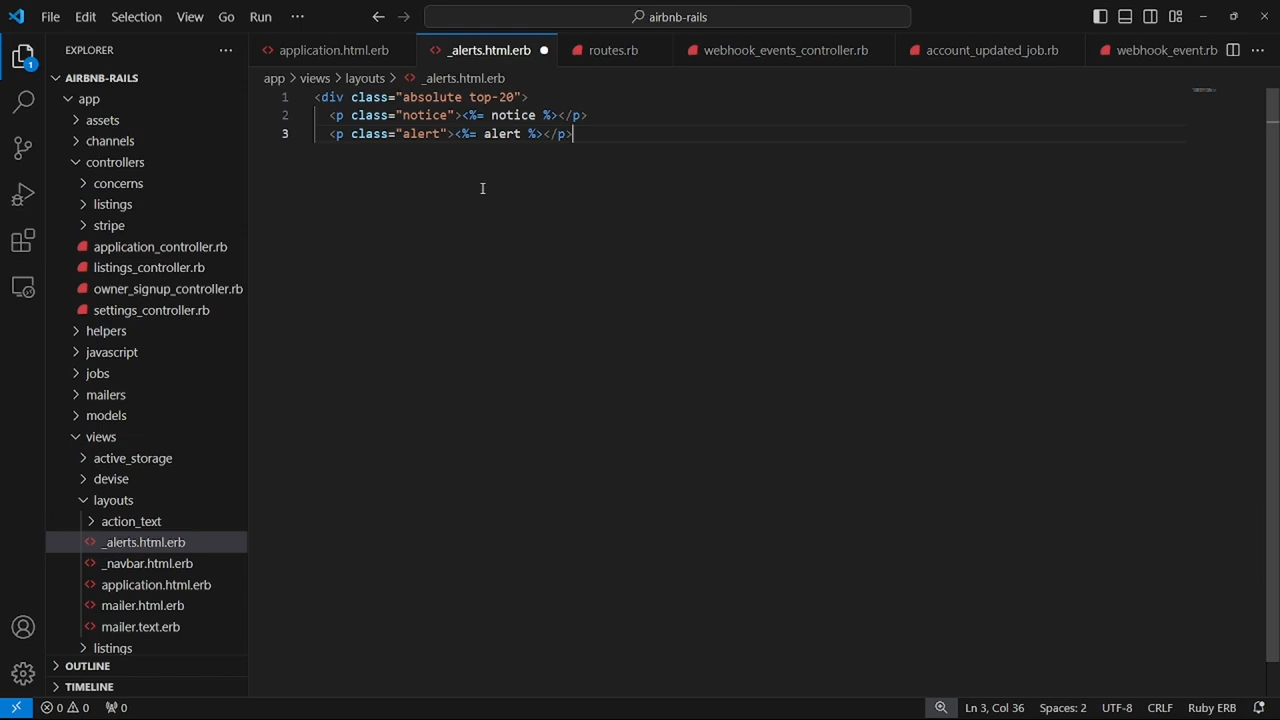 File Edit Selection View Go Run ··· airbnb-rails
EXPLORER ···
application.html.erb _alerts.html.erb routes.rb webhook_events_controller.rb account_updated_job.rb webhook_event.rb ···
app > views > layouts > _alerts.html.erb
AIRBNB-RAILS
app
assets
channels
controllers
concerns
listings
stripe
application_controller.rb
listings_controller.rb
owner_signup_controller.rb
settings_controller.rb
helpers
javascript
jobs
mailers
models
views
active_storage
devise
layouts
action_text
_alerts.html.erb
_navbar.html.erb
application.html.erb
mailer.html.erb
mailer.text.erb
listings
OUTLINE
TIMELINE
1 <div class="absolute top-20">
2 <p class="notice"><%= notice %></p>
3 <p class="alert"><%= alert %></p>
1
0 0 0 Ln 3, Col 36 Spaces: 2 UTF-8 CRLF Ruby ERB